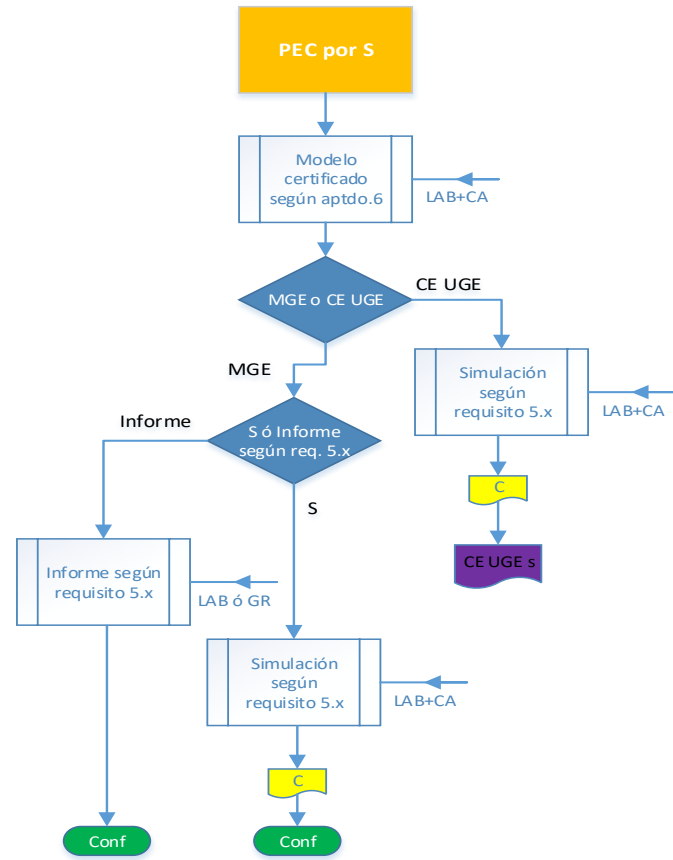 PEC por S
Modelo
certificado
según aptdo.6
LAB+CA
MGE o CE UGE
CE UGE
MGE
Simulación
según
requisito 5.x
LAB+CA
Informe
S ó Informe
según req. 5.x
C
S
CE UGE s
Informe según
requisito 5.x
LAB ó GR
Simulación
según
requisito 5.x
LAB+CA
C
Conf
Conf